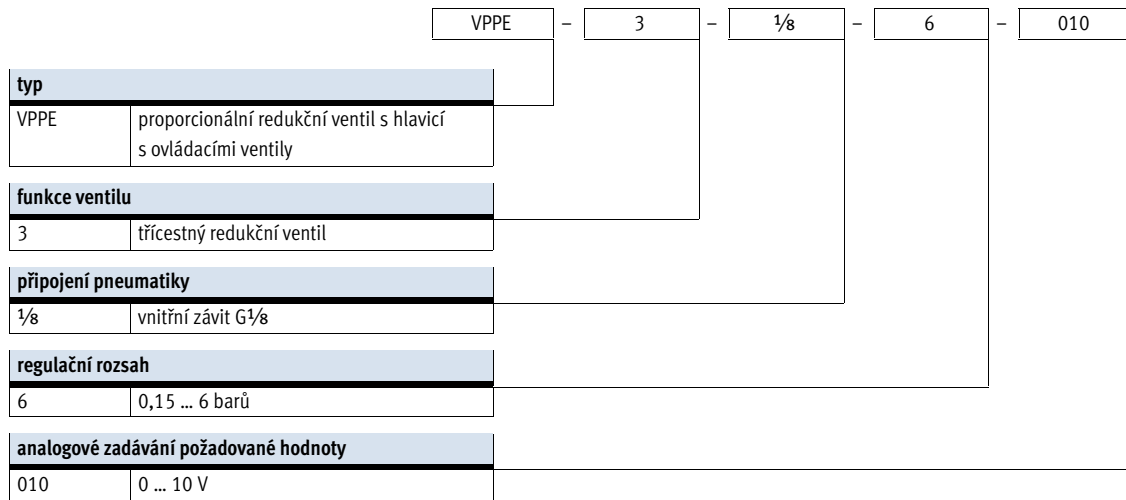 VPPE – 3 – 1/8 – 6 – 010
typ
VPPE proporcionální redukční ventil s hlavicí
s ovládacími ventily
funkce ventilu
3 třícestný redukční ventil
připojení pneumatiky
1/8 vnitřní závit G1/8
regulační rozsah
6 0,15 ... 6 barů
analogové zadávání požadované hodnoty
010 0 ... 10 V